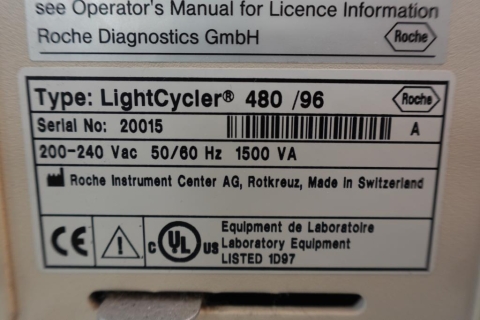 see Operator's Manual for Licence Information
Roche Diagnostics GmbH
Roche
Type: LightCycler® 480 /96
Roche
Serial No: 20015
A
200-240 Vac 50/60 Hz 1500 VA
Roche Instrument Center AG, Rotkreuz, Made in Switzerland
CE
C UL US
Equipment de Laboratoire
Laboratory Equipment
LISTED 1D97